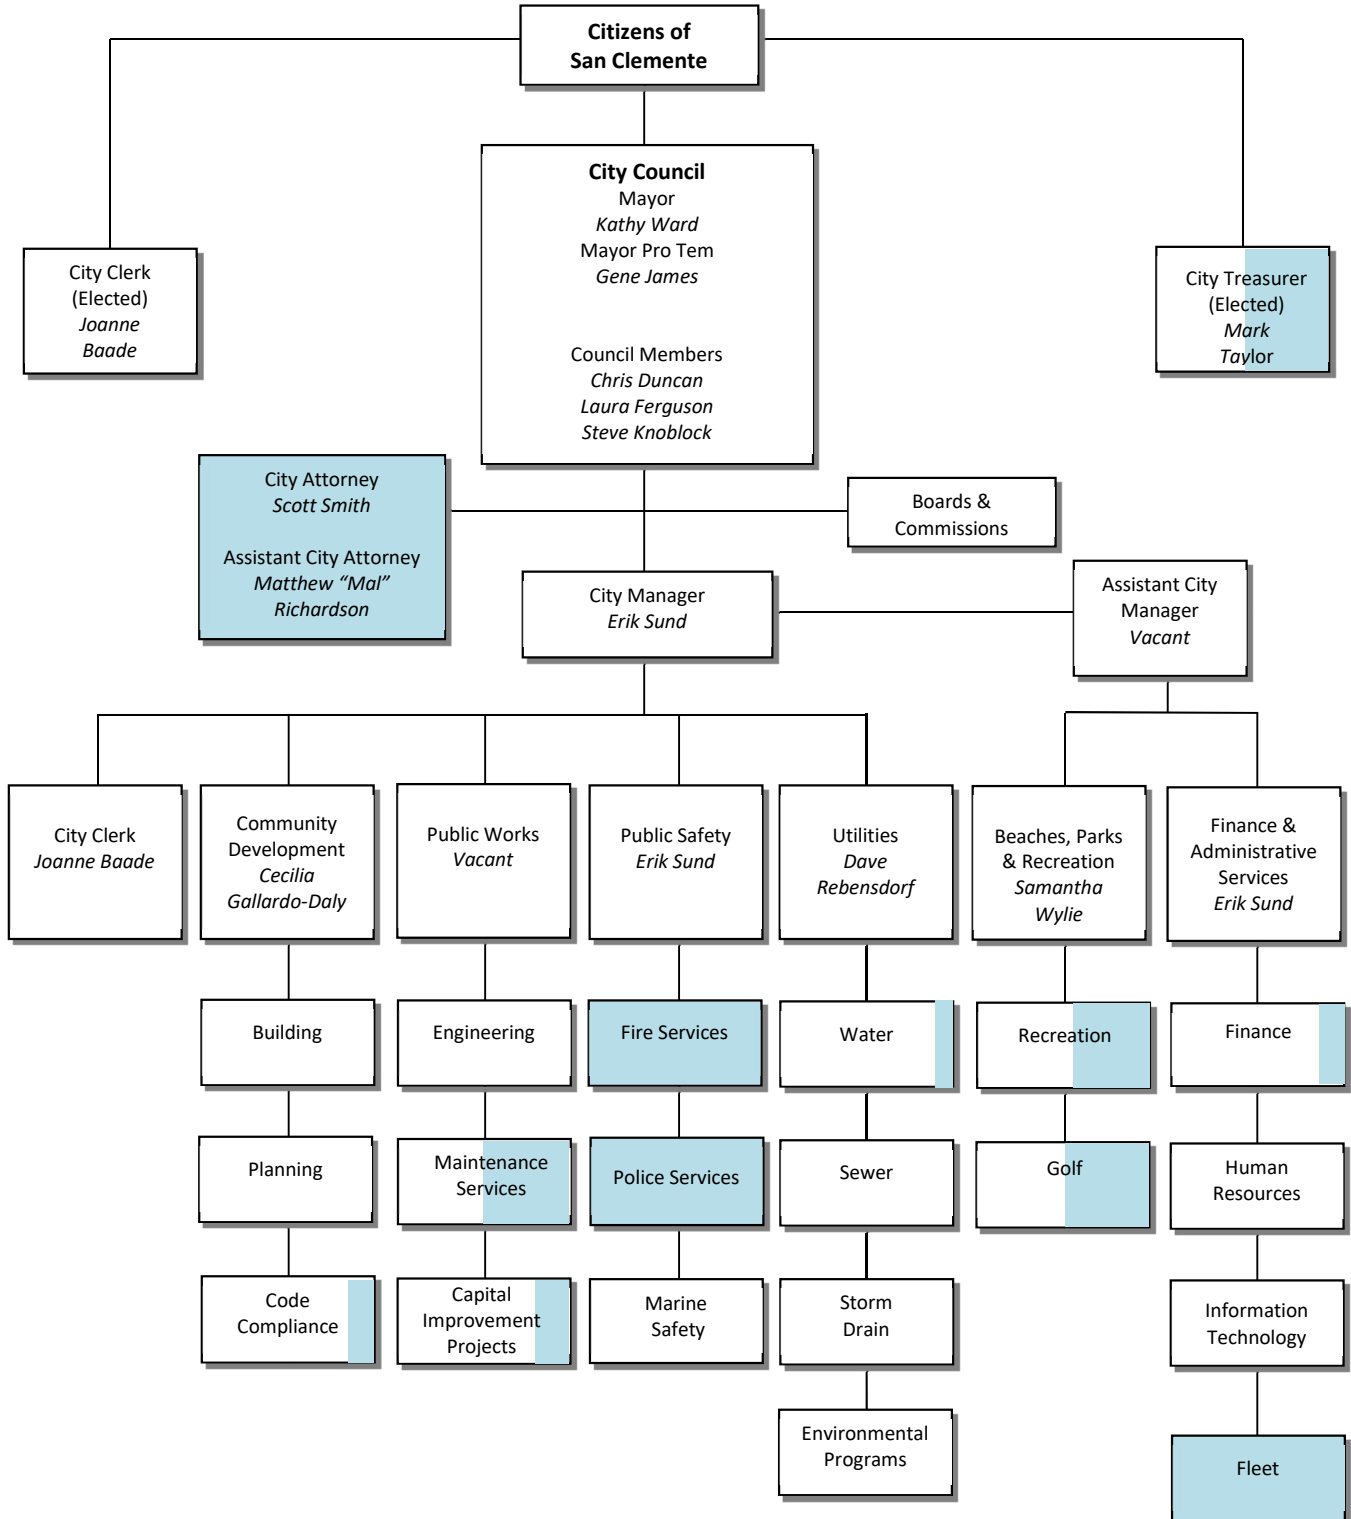 Citizens of
San Clemente
City Council
Mayor
Kathy Ward
Mayor Pro Tem
Gene James
Council Members
Chris Duncan
Laura Ferguson
Steve Knoblock
City Clerk
(Elected)
Joanne
Baade
City Treasurer
(Elected)
Mark
Taylor
City Attorney
Scott Smith
Assistant City Attorney
Matthew “Mal”
Richardson
Boards &
Commissions
City Manager
Erik Sund
Assistant City
Manager
Vacant
City Clerk
Joanne Baade
Community
Development
Cecilia
Gallardo-Daly
Public Works
Vacant
Public Safety
Erik Sund
Utilities
Dave
Rebensdorf
Beaches, Parks
& Recreation
Samantha
Wylie
Finance &
Administrative
Services
Erik Sund
Building
Engineering
Fire Services
Water
Recreation
Finance
Planning
Maintenance
Services
Police Services
Sewer
Golf
Human
Resources
Code
Compliance
Capital
Improvement
Projects
Marine
Safety
Storm
Drain
Information
Technology
Environmental
Programs
Fleet